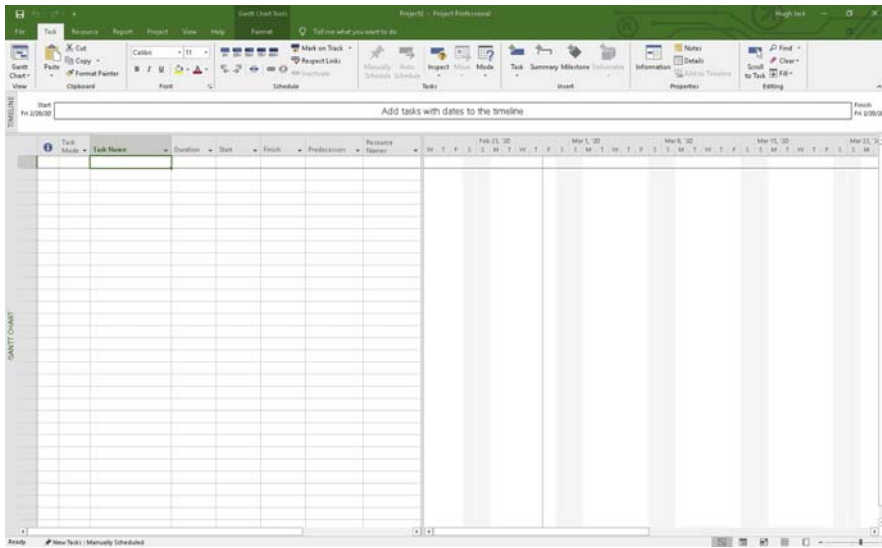 Gantt Chart Tools Project2 - Project Professional Hugh Jack
File Task Resource Report Project View Help Format Tell me what you want to do
Gantt Chart Paste Cut Copy Format Painter Calibri 11 B I U Mark on Track Respect Links Inactivate Manually Schedule Auto Schedule Inspect Move Mode Task Summary Milestone Deliverable Information Notes Details Add to Timeline Scroll to Task Find Clear Fill
View Clipboard Font Schedule Tasks Insert Properties Editing
TIMELINE
Start
Fri 2/28/20
Add tasks with dates to the timeline
Finish
Task Mode Task Name Duration Start Finish Predecessors Resource Names
Mar 1, '20 Mar 8, '20 Mar 15, '20
W T F S S M T W T F S S M T W T F S S M T W T F S S M T W T F S S M
GANTT CHART
Ready New Tasks : Manually Scheduled